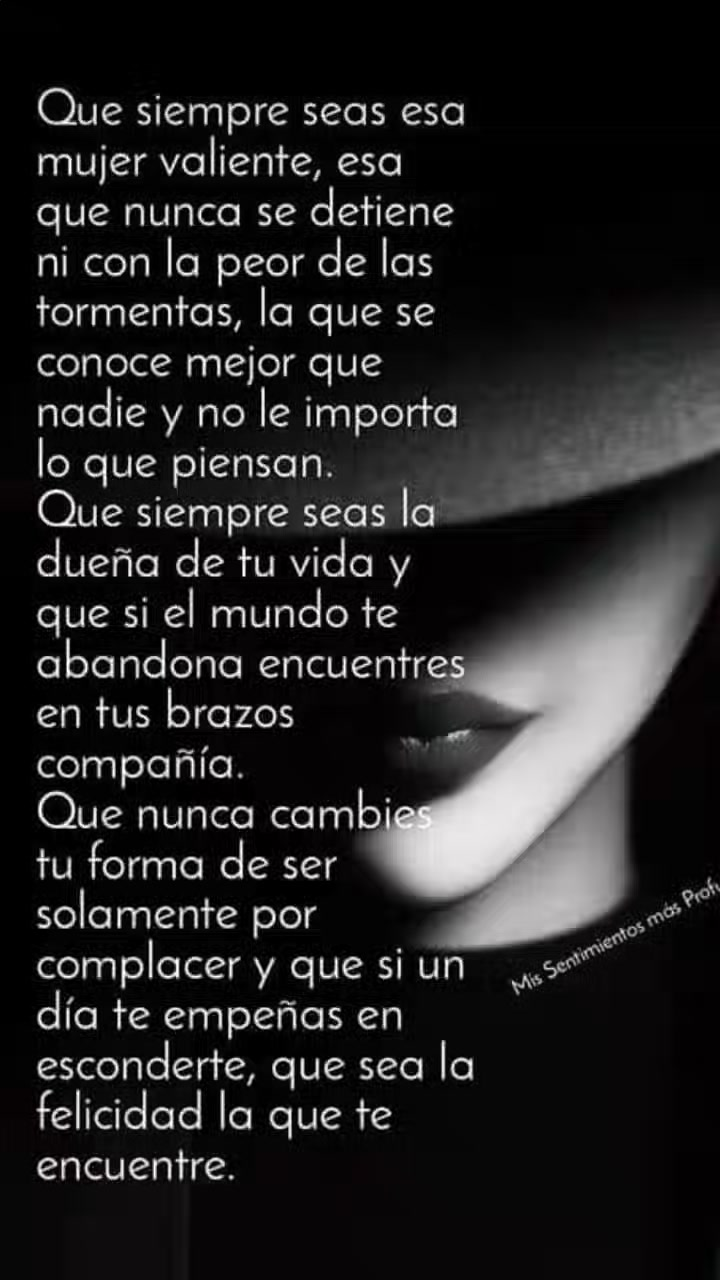 Que siempre seas esa
mujer valiente, esa
que nunca se detiene
ni con la peor de las
tormentas, la que se
conoce mejor que
nadie y no le importa
lo que piensan.
Que siempre seas la
dueña de tu vida y
que si el mundo te
abandona encuentres
en tus brazos
compañía.
Que nunca cambies
tu forma de ser
solamente por
complacer y que si un
día te empeñas en
esconderte, que sea la
felicidad la que te
encuentre.
Mis Sentimientos más